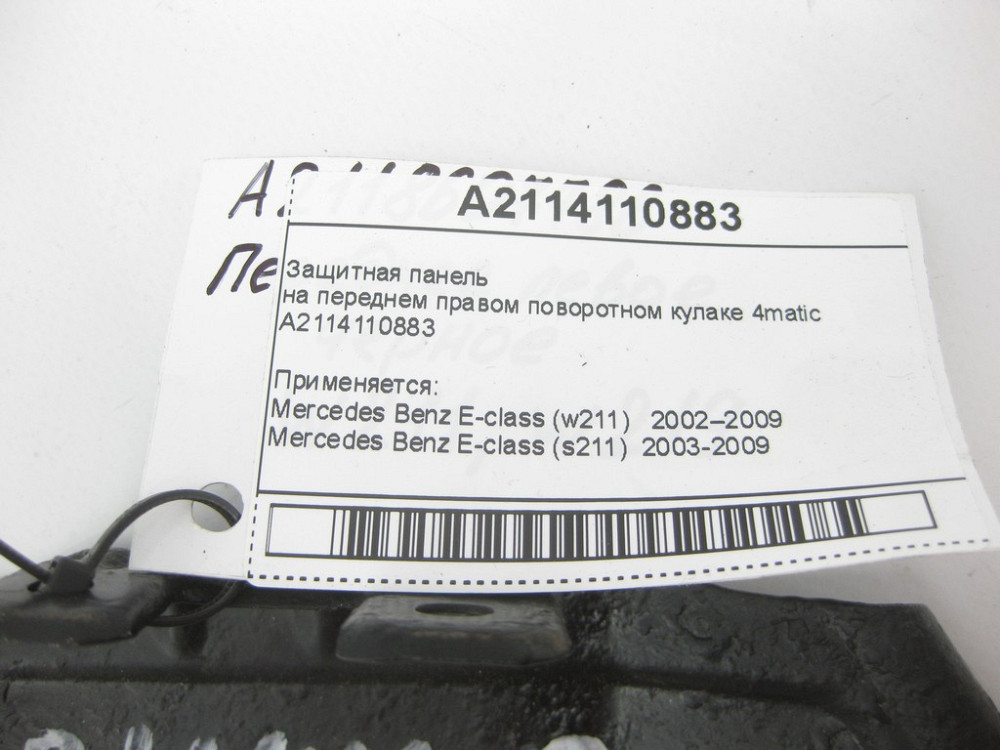 A2114110883
Защитная панель
на переднем правом поворотном кулаке 4matic
A2114110883
Применяется:
Mercedes Benz E-class (w211) 2002–2009
Mercedes Benz E-class (s211) 2003-2009